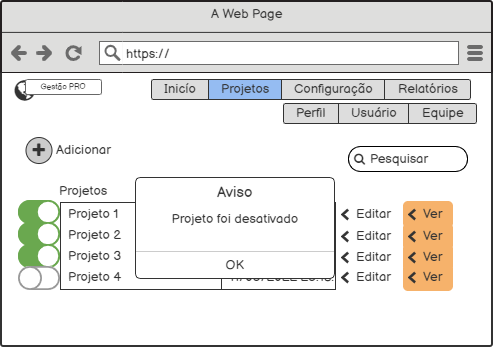 A Web Page
https://
Gestão PRO
Início Projetos Configuração Relatórios
Perfil Usuário Equipe
Adicionar
Pesquisar
Projetos
Aviso
Projeto foi desativado
OK
Projeto 1 Editar Ver
Projeto 2 Editar Ver
Projeto 3 Editar Ver
Projeto 4 Editar Ver